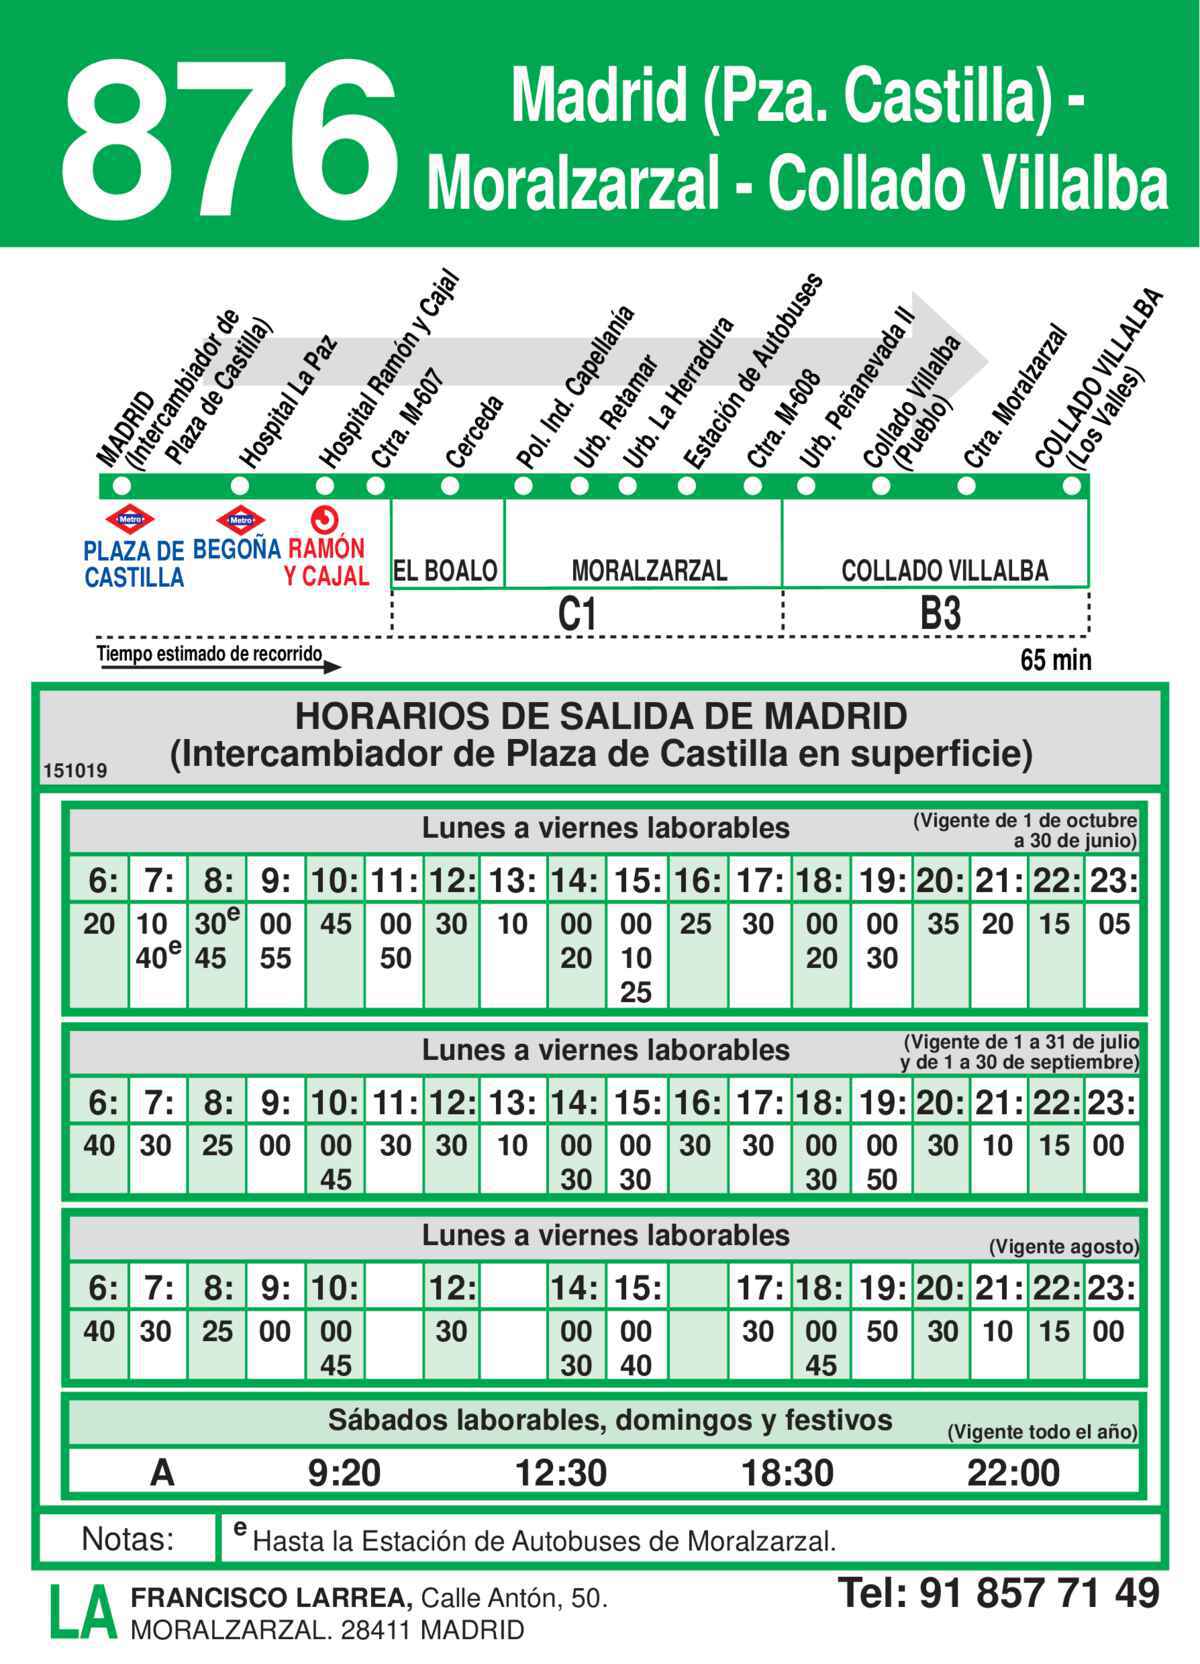 876
Madrid (Pza. Castilla) -
Moralzarzal - Collado Villalba
MADRID
(Intercambiador de
Plaza de Castilla)
Hospital La Paz
Hospital Ramón y Cajal
Ctra. M-607
Cerceda
Pol. Ind. Capellanía
Urb. Retamar
Urb. La Herradura
Estación de Autobuses
Ctra. M-608
Urb. Peñanevada II
Collado Villalba
(Pueblo)
Ctra. Moralzarzal
COLLADO VILLALBA
(Los Valles)
Metro
Metro
PLAZA DE
CASTILLA
BEGOÑA
RAMÓN
Y CAJAL
EL BOALO
MORALZARZAL
COLLADO VILLALBA
C1
B3
Tiempo estimado de recorrido
65 min
HORARIOS DE SALIDA DE MADRID
(Intercambiador de Plaza de Castilla en superficie)
151019
Lunes a viernes laborables
(Vigente de 1 de octubre
a 30 de junio)
6: 7: 8: 9: 10: 11: 12: 13: 14: 15: 16: 17: 18: 19: 20: 21: 22: 23:
20 10 30e 00 45 00 30 10 00 00 25 30 00 00 35 20 15 05
40e 45 55 50 20 10 20 30
25
Lunes a viernes laborables
(Vigente de 1 a 31 de julio
y de 1 a 30 de septiembre)
6: 7: 8: 9: 10: 11: 12: 13: 14: 15: 16: 17: 18: 19: 20: 21: 22: 23:
40 30 25 00 00 30 30 10 00 00 30 30 00 00 30 10 15 00
45 30 30 30 50
Lunes a viernes laborables
(Vigente agosto)
6: 7: 8: 9: 10: 12: 14: 15: 17: 18: 19: 20: 21: 22: 23:
40 30 25 00 00 30 00 00 30 00 50 30 10 15 00
45 30 40 45
Sábados laborables, domingos y festivos
(Vigente todo el año)
A 9:20 12:30 18:30 22:00
Notas:
e Hasta la Estación de Autobuses de Moralzarzal.
LA
FRANCISCO LARREA, Calle Antón, 50.
MORALZARZAL. 28411 MADRID
Tel: 91 857 71 49